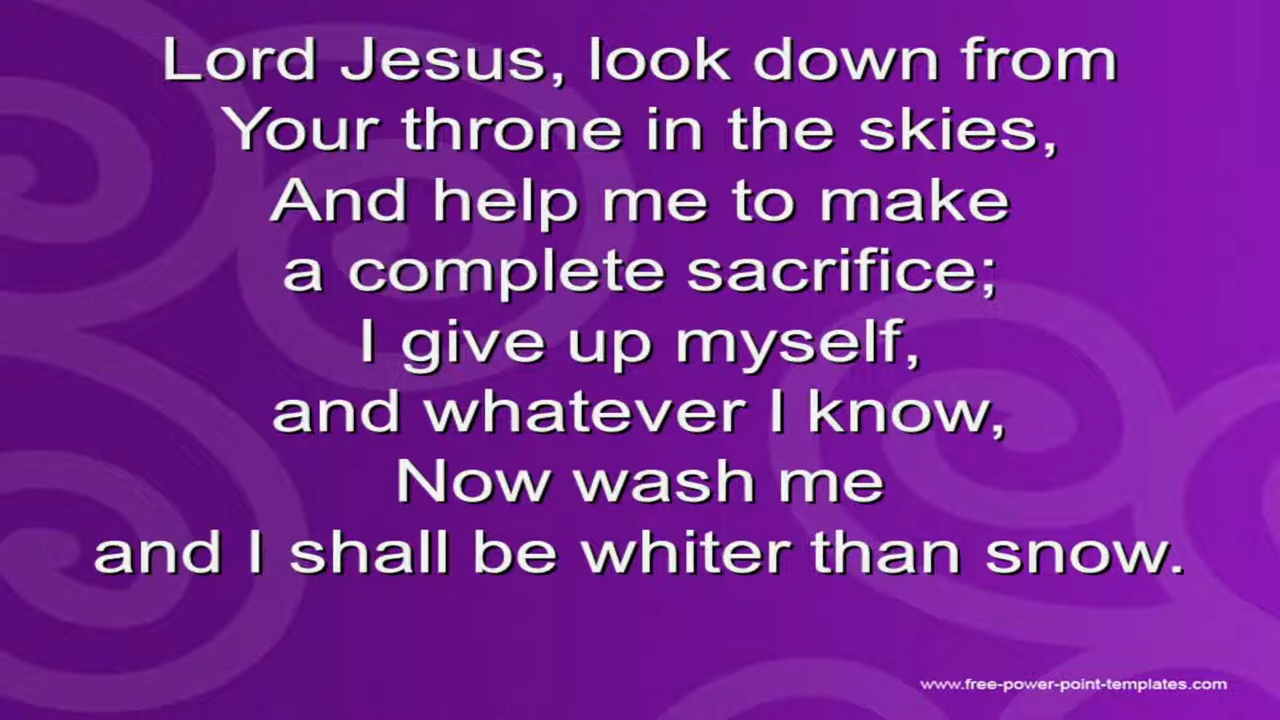 Lord Jesus, look down from
Your throne in the skies,
And help me to make
a complete sacrifice;
I give up myself,
and whatever I know,
Now wash me
and I shall be whiter than snow.
www.free-power-point-templates.com